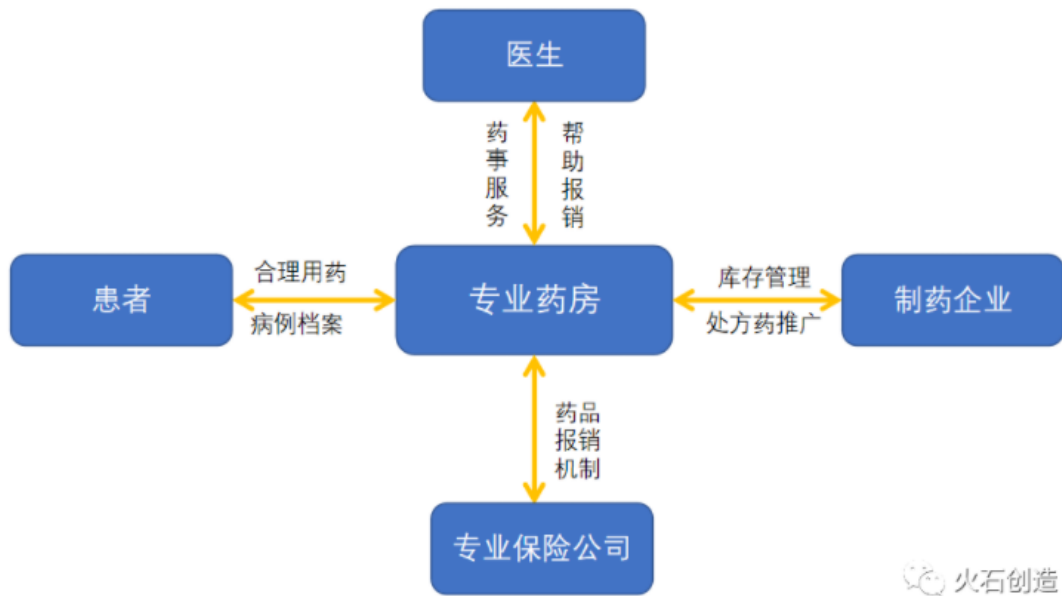 医生
药事服务
帮助报销
患者
合理用药
病例档案
专业药房
库存管理
处方药推广
制药企业
药品
报销
机制
专业保险公司
火石创造